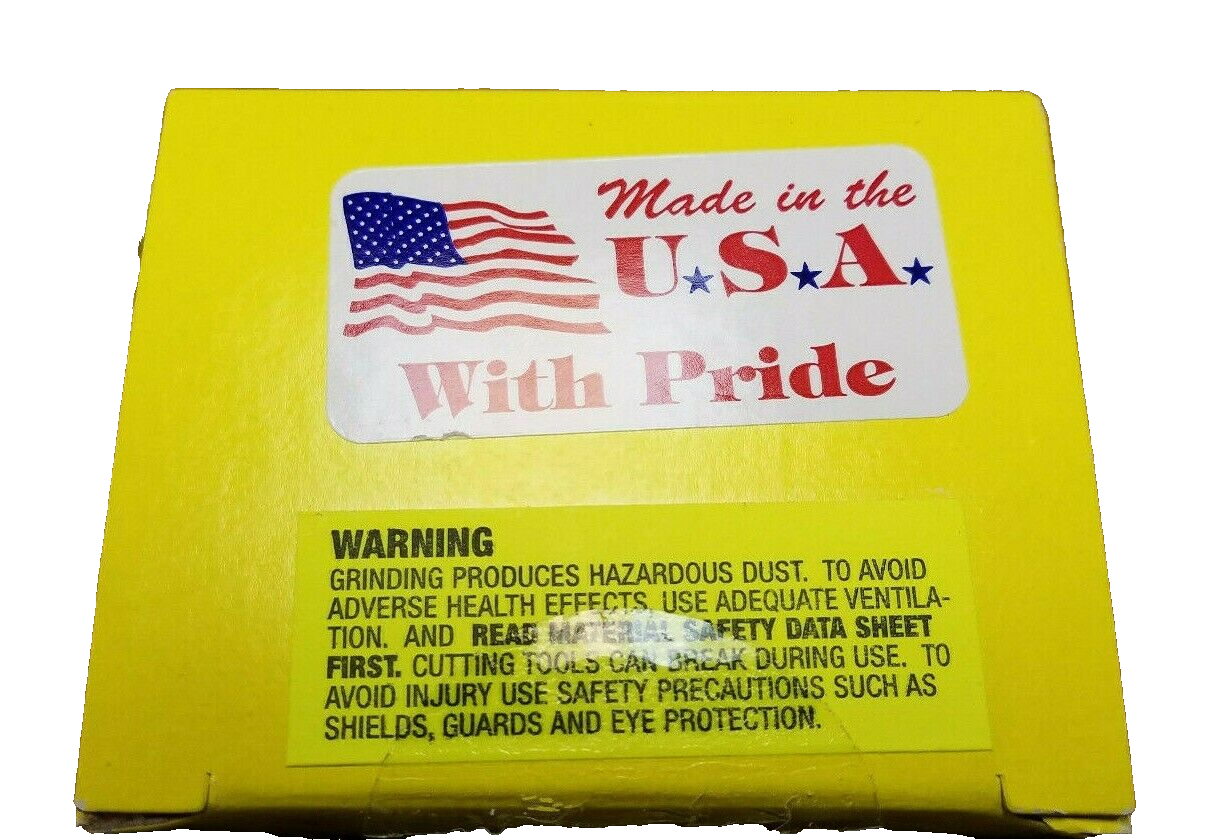 Made in the
U.S.A.
With Pride
WARNING
GRINDING PRODUCES HAZARDOUS DUST. TO AVOID
ADVERSE HEALTH EFFECTS, USE ADEQUATE VENTILA-
TION. AND READ MATERIAL SAFETY DATA SHEET
FIRST. CUTTING TOOLS CAN BREAK DURING USE. TO
AVOID INJURY USE SAFETY PRECAUTIONS SUCH AS
SHIELDS, GUARDS AND EYE PROTECTION.